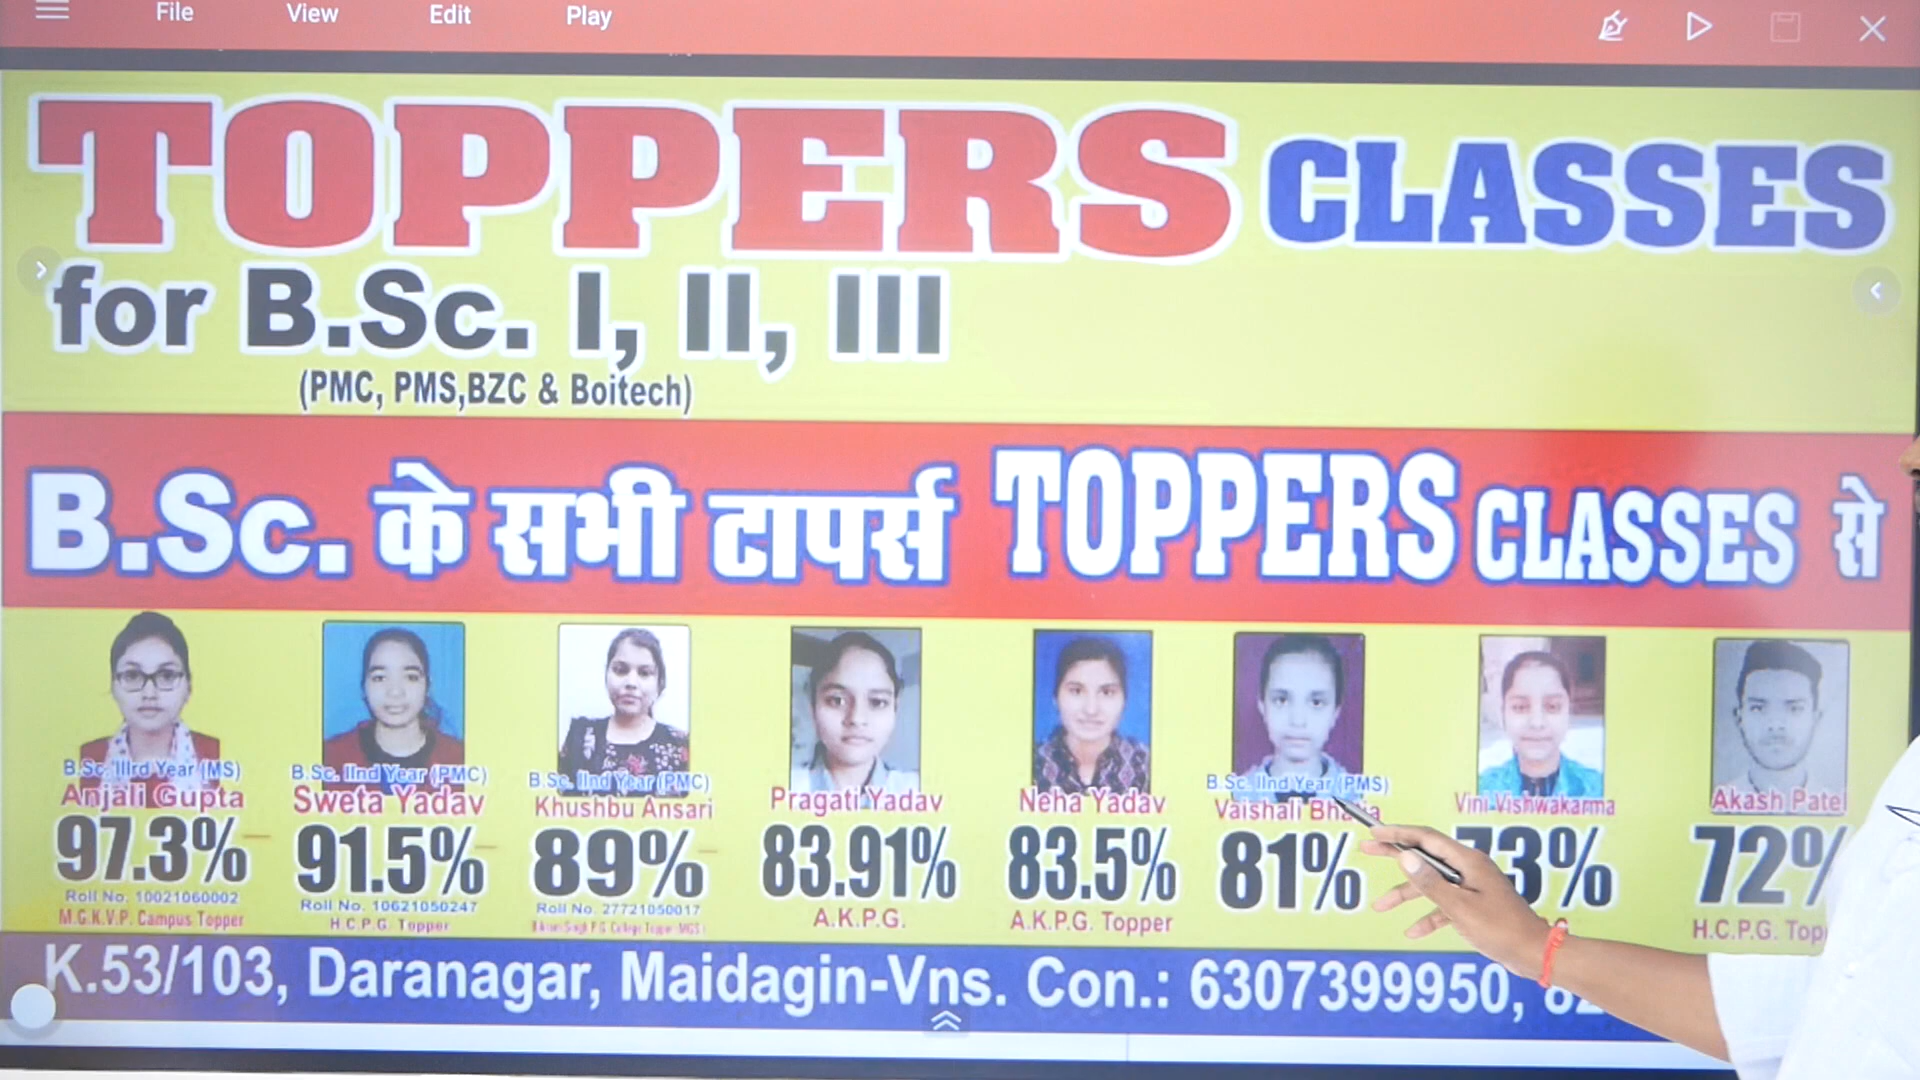 File View Edit Play
TOPPERS CLASSES
for B.Sc. I, II, III
(PMC, PMS,BZC & Boitech)
B.Sc. के सभी टापर्स TOPPERS CLASSES से
B.Sc. IIIrd Year (MS)
Anjali Gupta
97.3%
Roll No. 10021060002
M.G.K.V.P. Campus Topper
B.Sc. IInd Year (PMC)
Sweta Yadav
91.5%
Roll No. 10621050247
H.C.P.G. Topper
B.Sc. IInd Year (PMC)
Khushbu Ansari
89%
Roll No. 27721050017
Pragati Yadav
83.91%
A.K.P.G.
Neha Yadav
83.5%
A.K.P.G. Topper
B.Sc. IInd Year (PMS)
Vaishali
81%
Vini Vishwakarma
3%
Akash Patel
72%
H.C.P.G.
K.53/103, Daranagar, Maidagin-Vns. Con.: 6307399950,